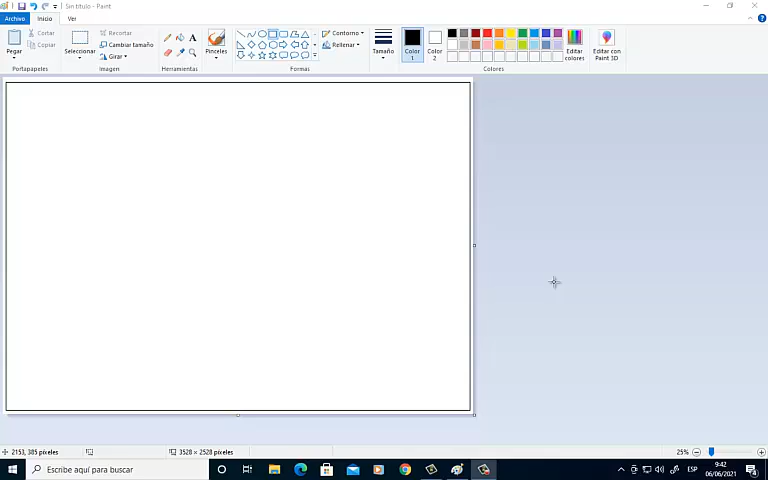 Sin título - Paint
Archivo Inicio Ver
Pegar
Cortar
Copiar
Portapapeles
Seleccionar
Recortar
Cambiar tamaño
Girar
Imagen
A
Herramientas
Pinceles
Contorno
Rellenar
Formas
Tamaño
Color 1
Color 2
Editar colores
Editar con Paint 3D
Colores
2153, 385 píxeles
3528 × 2528 píxeles
25%
Escribe aquí para buscar
ESP
9:42
06/06/2021
4